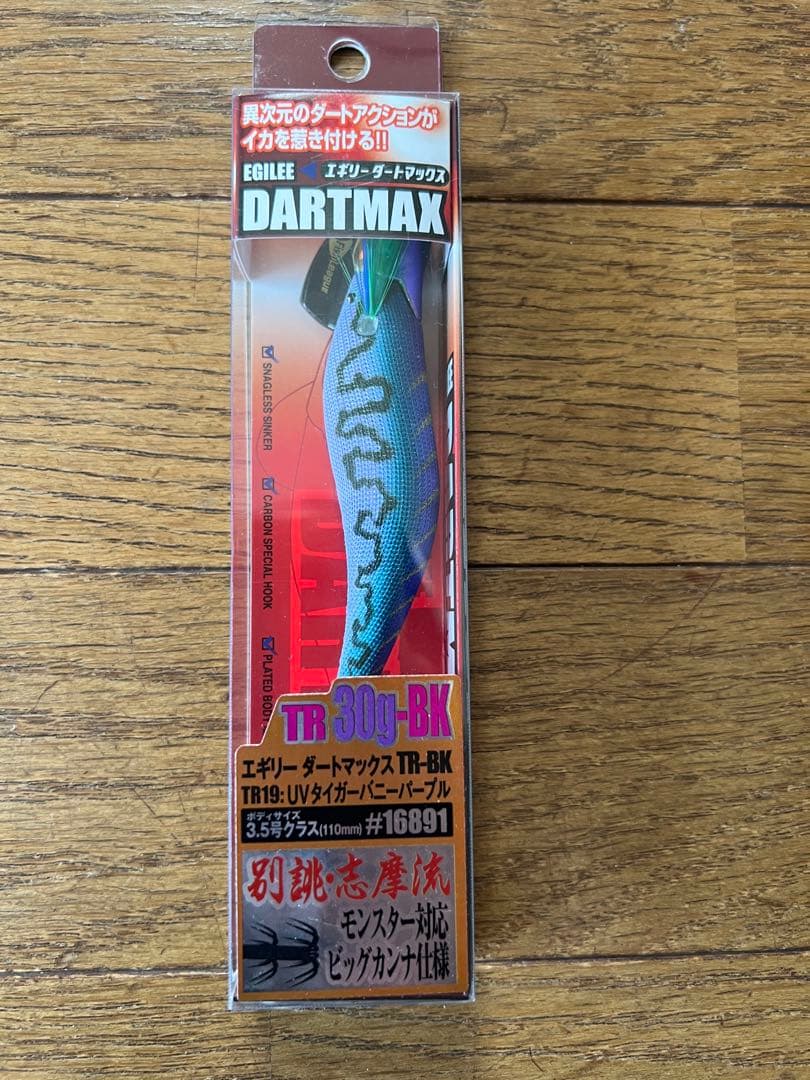 異次元のダートアクションが
イカを惹き付ける!!
EGILEE エギリー ダートマックス
DARTMAX
Fish League
SNAGLESS SINKER
CARBON SPECIAL HOOK
PLATED BODY
TR 30g-BK
エギリー ダートマックス TR-BK
TR19: UVタイガーバニーパープル
ボディサイズ
3.5号クラス(110mm) #16891
別誂・志摩流
モンスター対応
ビッグカンナ仕様